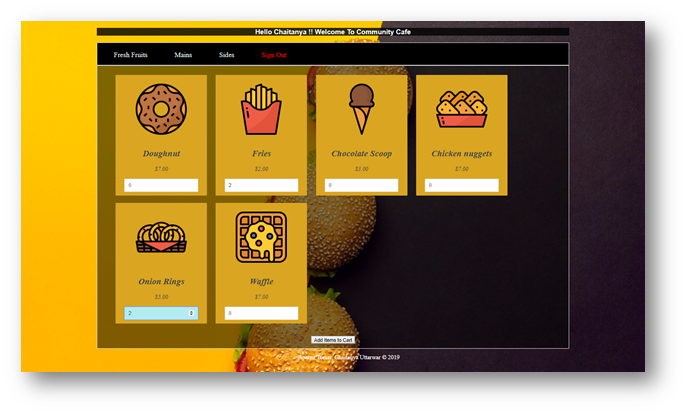 Hello Chaitanya !! Welcome To Community Cafe
Fresh Fruits Mains Sides Sign Out
Doughnut Fries Chocolate Scoop Chicken nuggets
$7.00 $2.00 $3.00 $7.00
0 2 0 0
Onion Rings Waffle
$3.00 $7.00
2 0
Add Items to Cart
Chaitanya Uttarwar © 2019